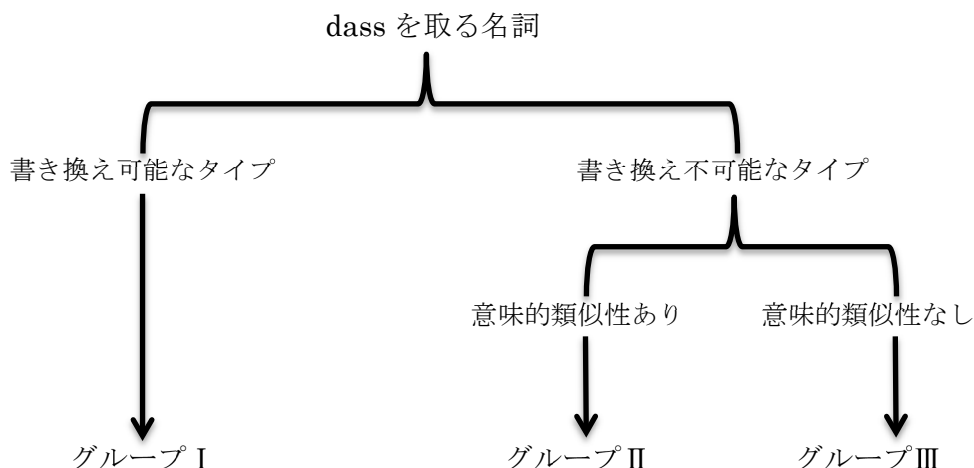 dass を取る名詞
書き換え可能なタイプ
書き換え不可能なタイプ
意味的類似性あり
意味的類似性なし
グループⅠ
グループⅡ
グループⅢ